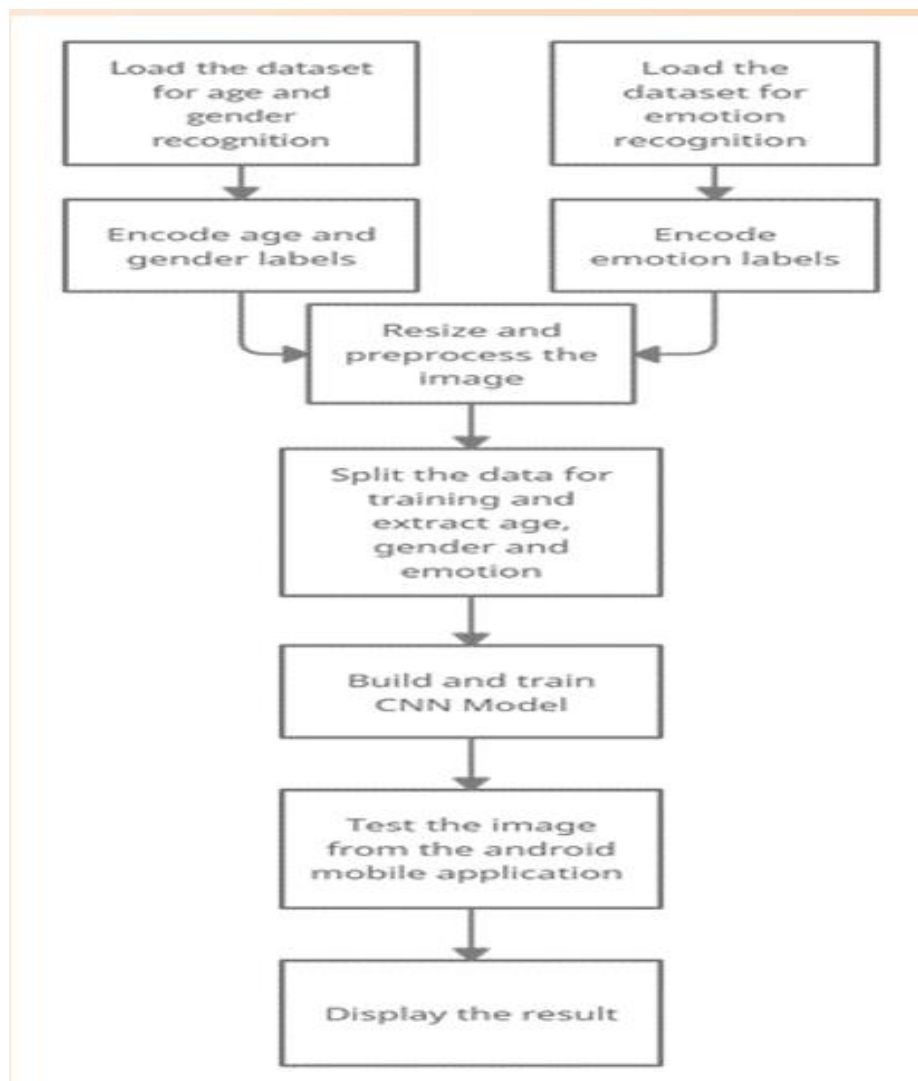 Load the dataset
for age and
gender
recognition
Load the
dataset for
emotion
recognition
Encode age and
gender labels
Encode
emotion labels
Resize and
preprocess the
image
Split the data for
training and
extract age,
gender and
emotion
Build and train
CNN Model
Test the image
from the android
mobile application
Display the result